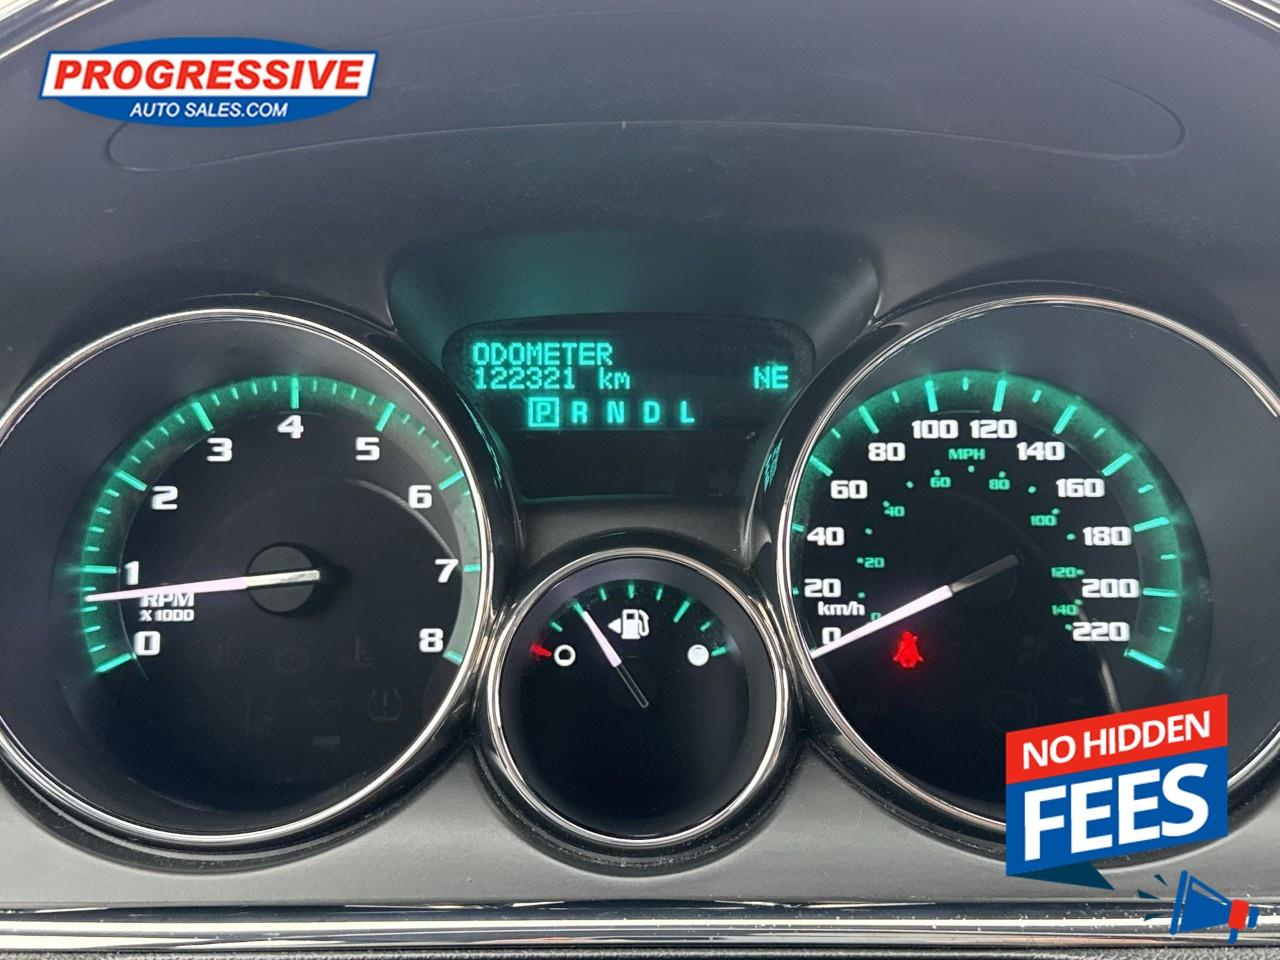 PROGRESSIVE
AUTO SALES.COM
ODOMETER
122321 km NE
P R N D L
0 1 2 3 4 5 6 7 8
RPM
X 1000
0 20 40 60 80 100 120 140 160 180 200 220
km/h
MPH
0 20 40 60 80 100 120 140
NO HIDDEN
FEES